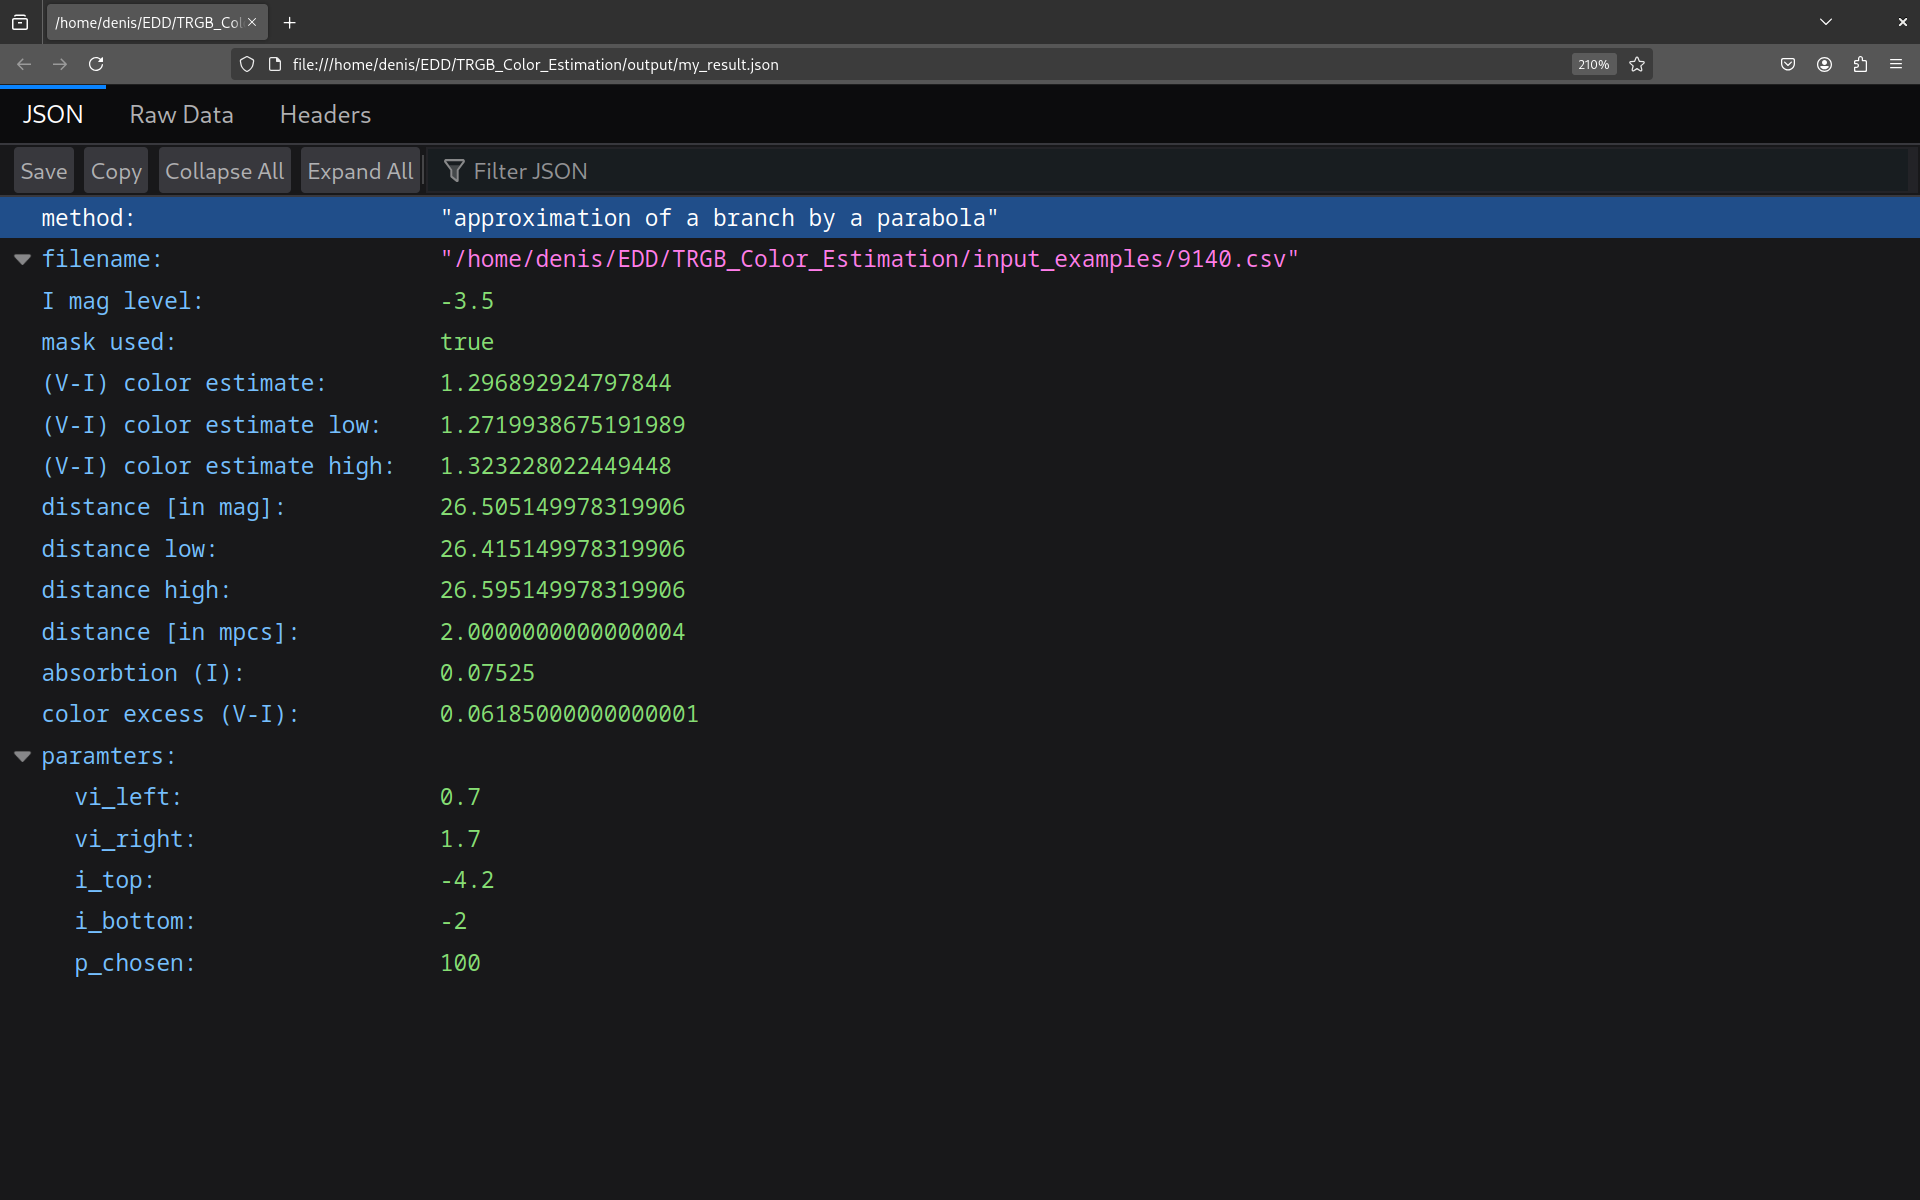 /home/denis/EDD/TRGB_Col
file:///home/denis/EDD/TRGB_Color_Estimation/output/my_result.json 210%
JSON Raw Data Headers
Save Copy Collapse All Expand All Filter JSON
method: "approximation of a branch by a parabola"
filename: "/home/denis/EDD/TRGB_Color_Estimation/input_examples/9140.csv"
I mag level: -3.5
mask used: true
(V-I) color estimate: 1.296892924797844
(V-I) color estimate low: 1.2719938675191989
(V-I) color estimate high: 1.323228022449448
distance [in mag]: 26.505149978319906
distance low: 26.415149978319906
distance high: 26.595149978319906
distance [in mpcs]: 2.0000000000000004
absorbtion (I): 0.07525
color excess (V-I): 0.06185000000000001
paramters:
vi_left: 0.7
vi_right: 1.7
i_top: -4.2
i_bottom: -2
p_chosen: 100